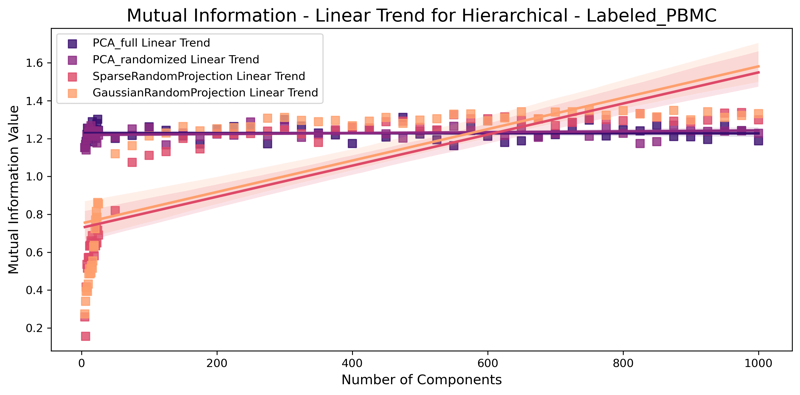 Mutual Information - Linear Trend for Hierarchical - Labeled_PBMC
PCA_full Linear Trend
PCA_randomized Linear Trend
SparseRandomProjection Linear Trend
GaussianRandomProjection Linear Trend
Mutual Information Value
1.6
1.4
1.2
1.0
0.8
0.6
0.4
0.2
0
200
400
600
800
1000
Number of Components